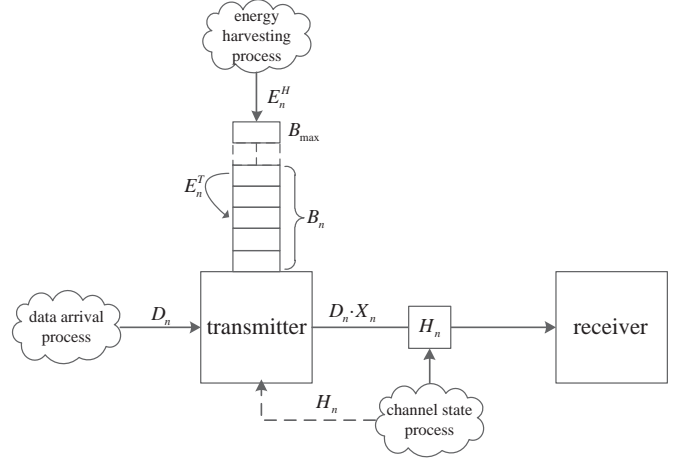 energy
harvesting
process
E_n^H
B_max
E_n^T
B_n
data arrival
process
D_n
transmitter
D_n·X_n
H_n
receiver
H_n
channel state
process